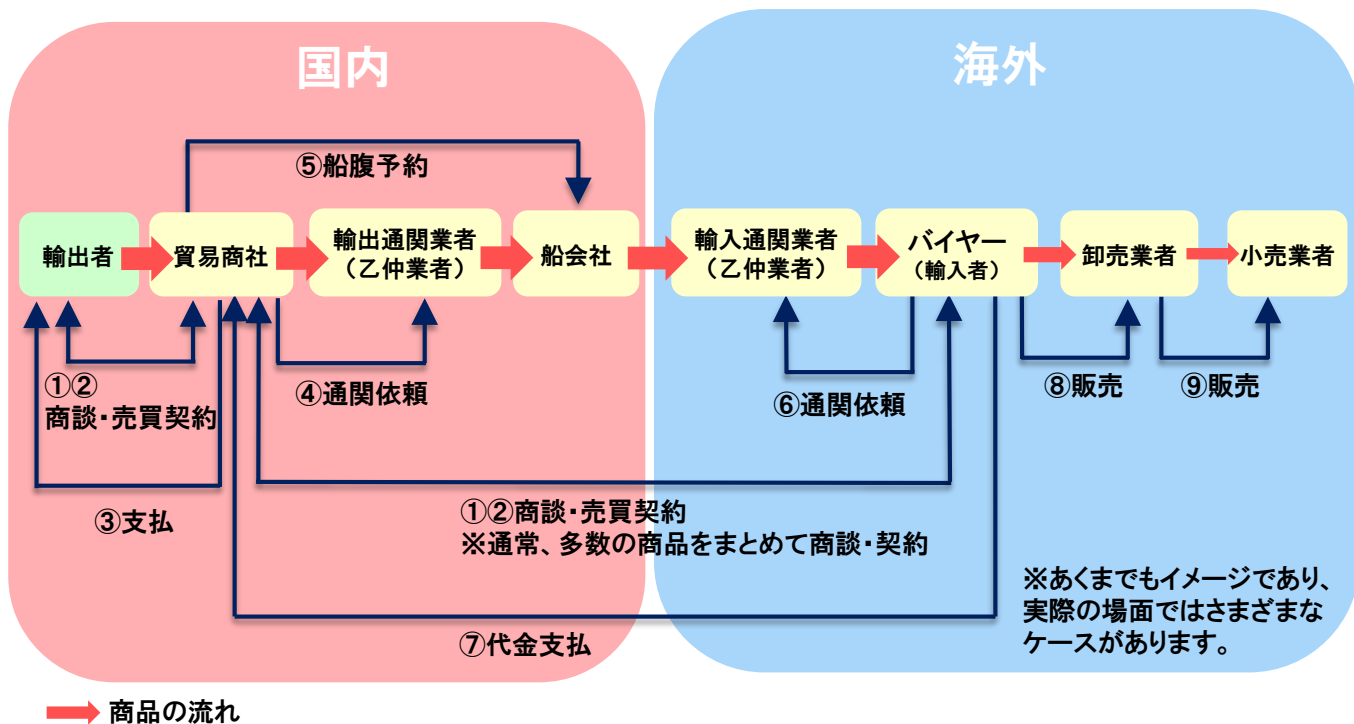 国内
海外
⑤船腹予約
輸出者
貿易商社
輸出通関業者
（乙仲業者）
船会社
輸入通関業者
（乙仲業者）
バイヤー
（輸入者）
卸売業者
小売業者
①②
商談・売買契約
④通関依頼
⑥通関依頼
⑧販売
⑨販売
③支払
①②商談・売買契約
※通常、多数の商品をまとめて商談・契約
⑦代金支払
※あくまでもイメージであり、
実際の場面ではさまざまな
ケースがあります。
商品の流れ